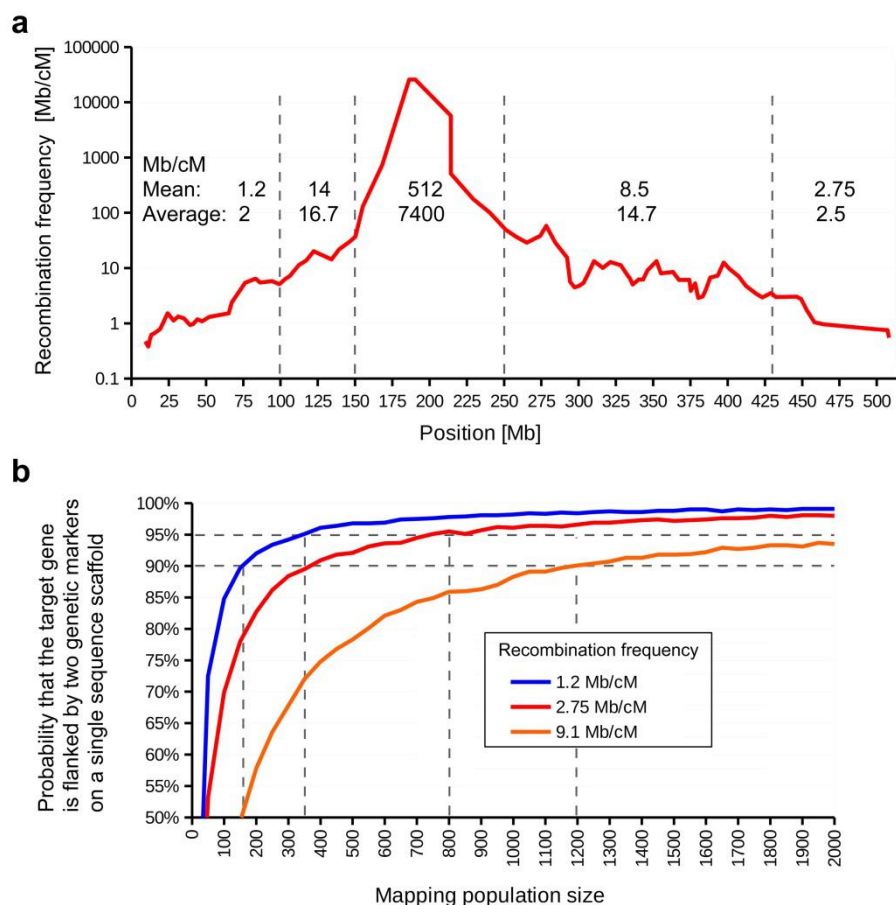 a
Recombination frequency [Mb/cM]
100000
10000
1000
100
10
1
0.1
Mb/cM
Mean: 1.2 14 512 8.5 2.75
Average: 2 16.7 7400 14.7 2.5
0 25 50 75 100 125 150 175 200 225 250 275 300 325 350 375 400 425 450 475 500
Position [Mb]
b
Probability that the target gene
is flanked by two genetic markers
on a single sequence scaffold
100%
95%
90%
85%
80%
75%
70%
65%
60%
55%
50%
Recombination frequency
1.2 Mb/cM
2.75 Mb/cM
9.1 Mb/cM
0 100 200 300 400 500 600 700 800 900 1000 1100 1200 1300 1400 1500 1600 1700 1800 1900 2000
Mapping population size